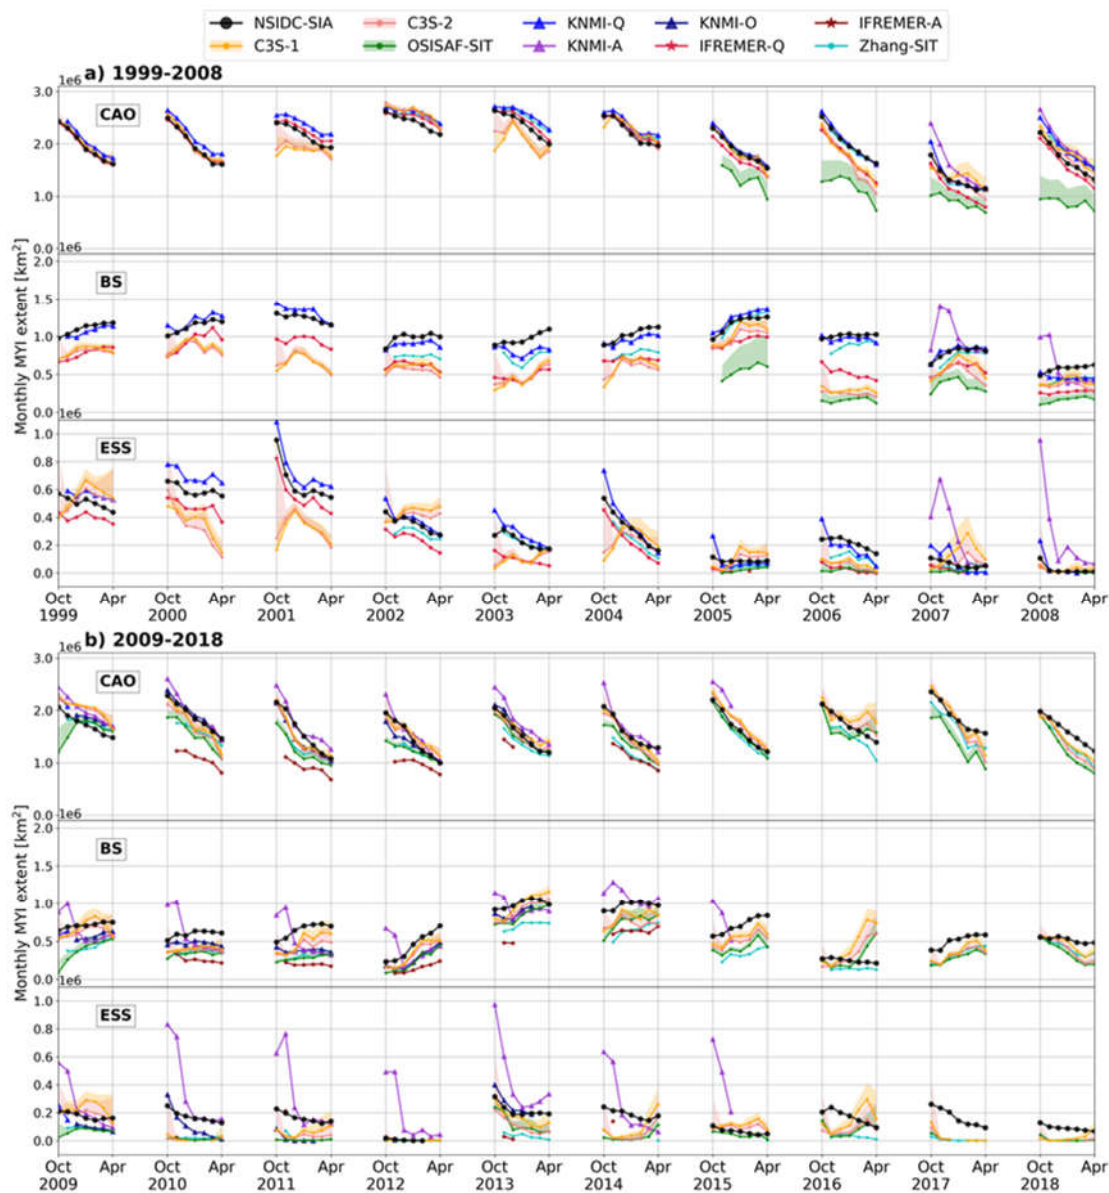 NSIDC-SIA C3S-2 KNMI-Q KNMI-O IFREMER-A
C3S-1 OSISAF-SIT KNMI-A IFREMER-Q Zhang-SIT
a) 1999-2008
1e6
CAO
3.0
2.0
1.0
0.0
1e6
BS
2.0
1.5
1.0
0.5
0.0
1e6
ESS
1.0
0.8
0.6
0.4
0.2
0.0
Monthly MYI extent [km²]
Oct Apr Oct Apr Oct Apr Oct Apr Oct Apr Oct Apr Oct Apr Oct Apr Oct Apr Oct Apr
1999 2000 2001 2002 2003 2004 2005 2006 2007 2008
b) 2009-2018
1e6
CAO
3.0
2.0
1.0
0.0
1e6
BS
2.0
1.5
1.0
0.5
0.0
1e6
ESS
1.0
0.8
0.6
0.4
0.2
0.0
Monthly MYI extent [km²]
Oct Apr Oct Apr Oct Apr Oct Apr Oct Apr Oct Apr Oct Apr Oct Apr Oct Apr Oct Apr
2009 2010 2011 2012 2013 2014 2015 2016 2017 2018